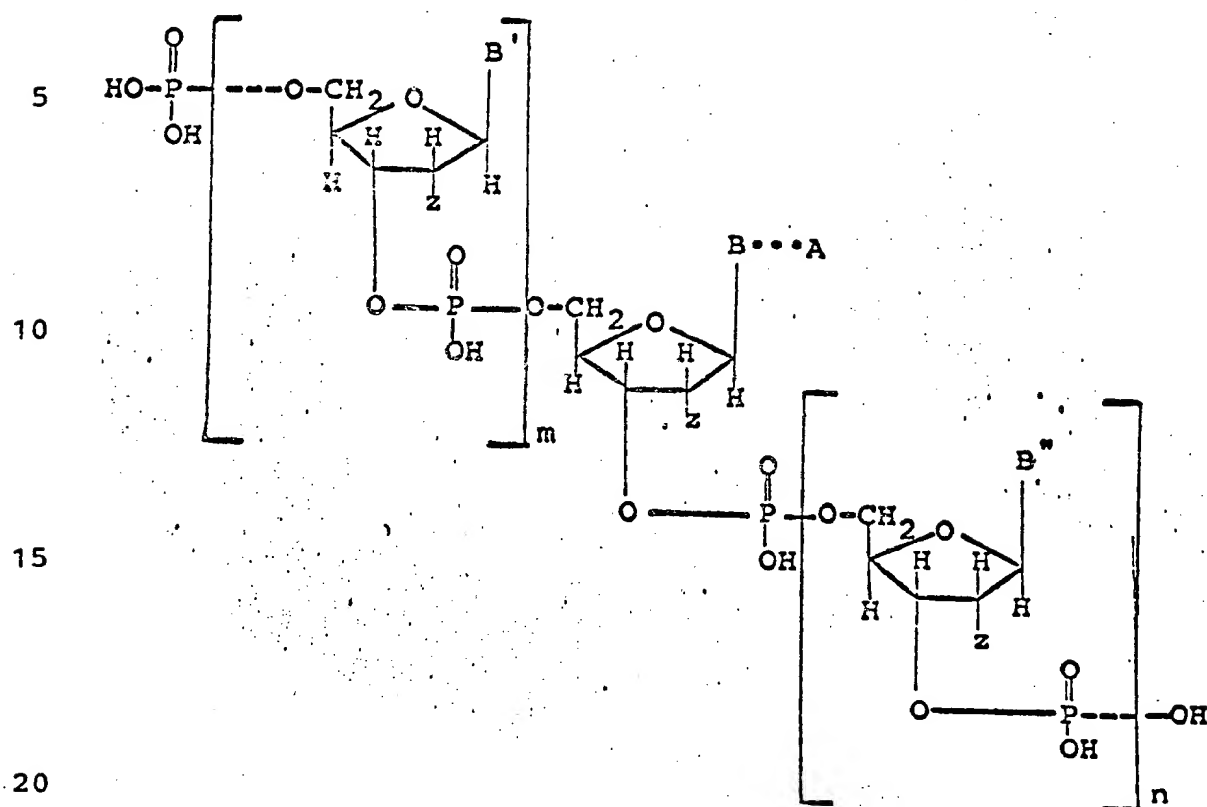 O
B'
5 HO-P----O-CH2 O
OH H H
H z H
O B•••A
10 O P O-CH2 O
OH H H
m H z H
O B"
O P O-CH2 O
15 OH H H
H z H
O
O P----OH
OH
20 n